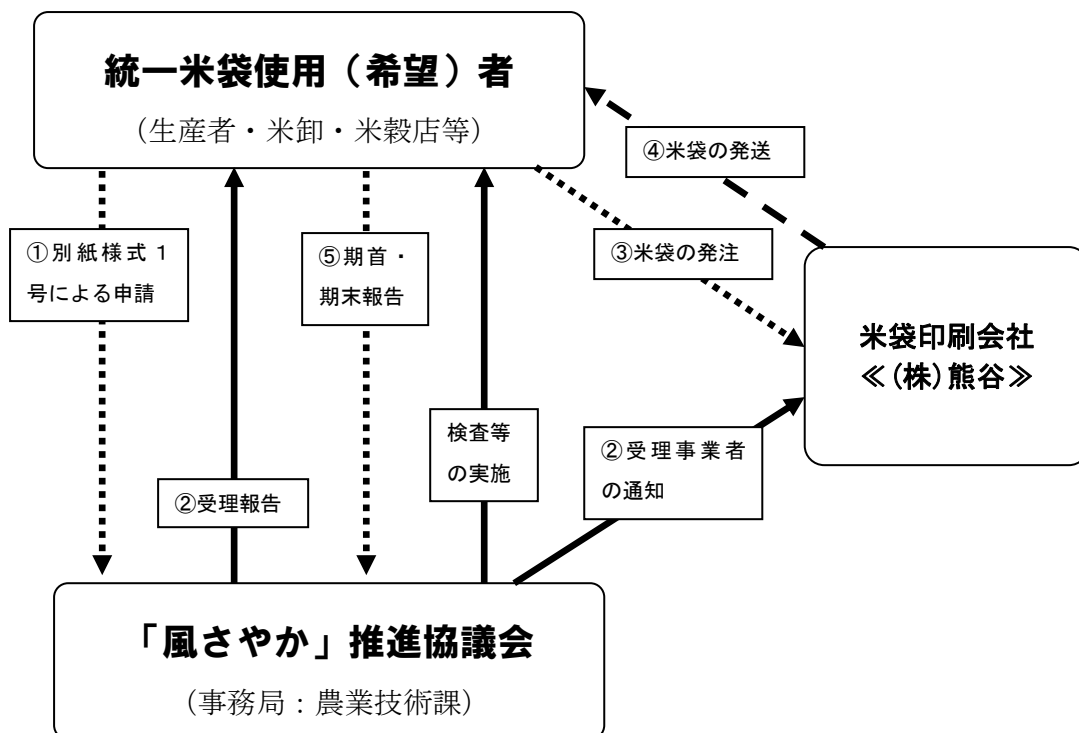 統一米袋使用（希望）者
（生産者・米卸・米穀店等）
④米袋の発送
①別紙様式１
号による申請
⑤期首・
期末報告
③米袋の発注
米袋印刷会社
≪(株)熊谷≫
検査等
の実施
②受理事業者
の通知
②受理報告
「風さやか」推進協議会
（事務局：農業技術課）